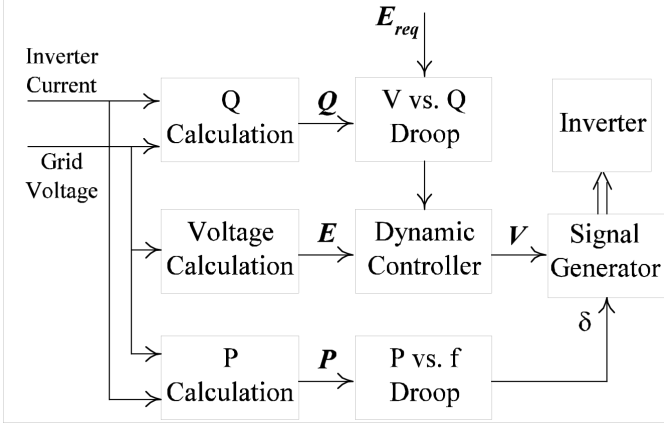 E_req
Inverter
Current
Grid
Voltage
Q
Calculation
Q
V vs. Q
Droop
Inverter
Voltage
Calculation
E
Dynamic
Controller
V
Signal
Generator
P
Calculation
P
P vs. f
Droop
δ